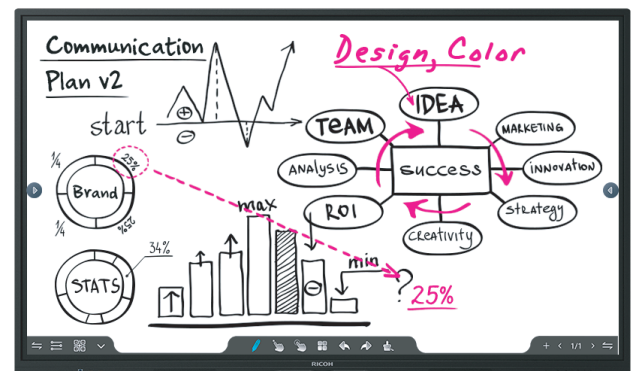 Communication
Plan v2
Design, Color
start
IDEA
TEAM
MARKETING
ANALYSIS
SUCCESS
INNOVATION
ROI
STRATEGY
CREATIVITY
1/4
25%
Brand
1/4
25%
max
34%
STATS
min
?
25%
1/1
RICOH